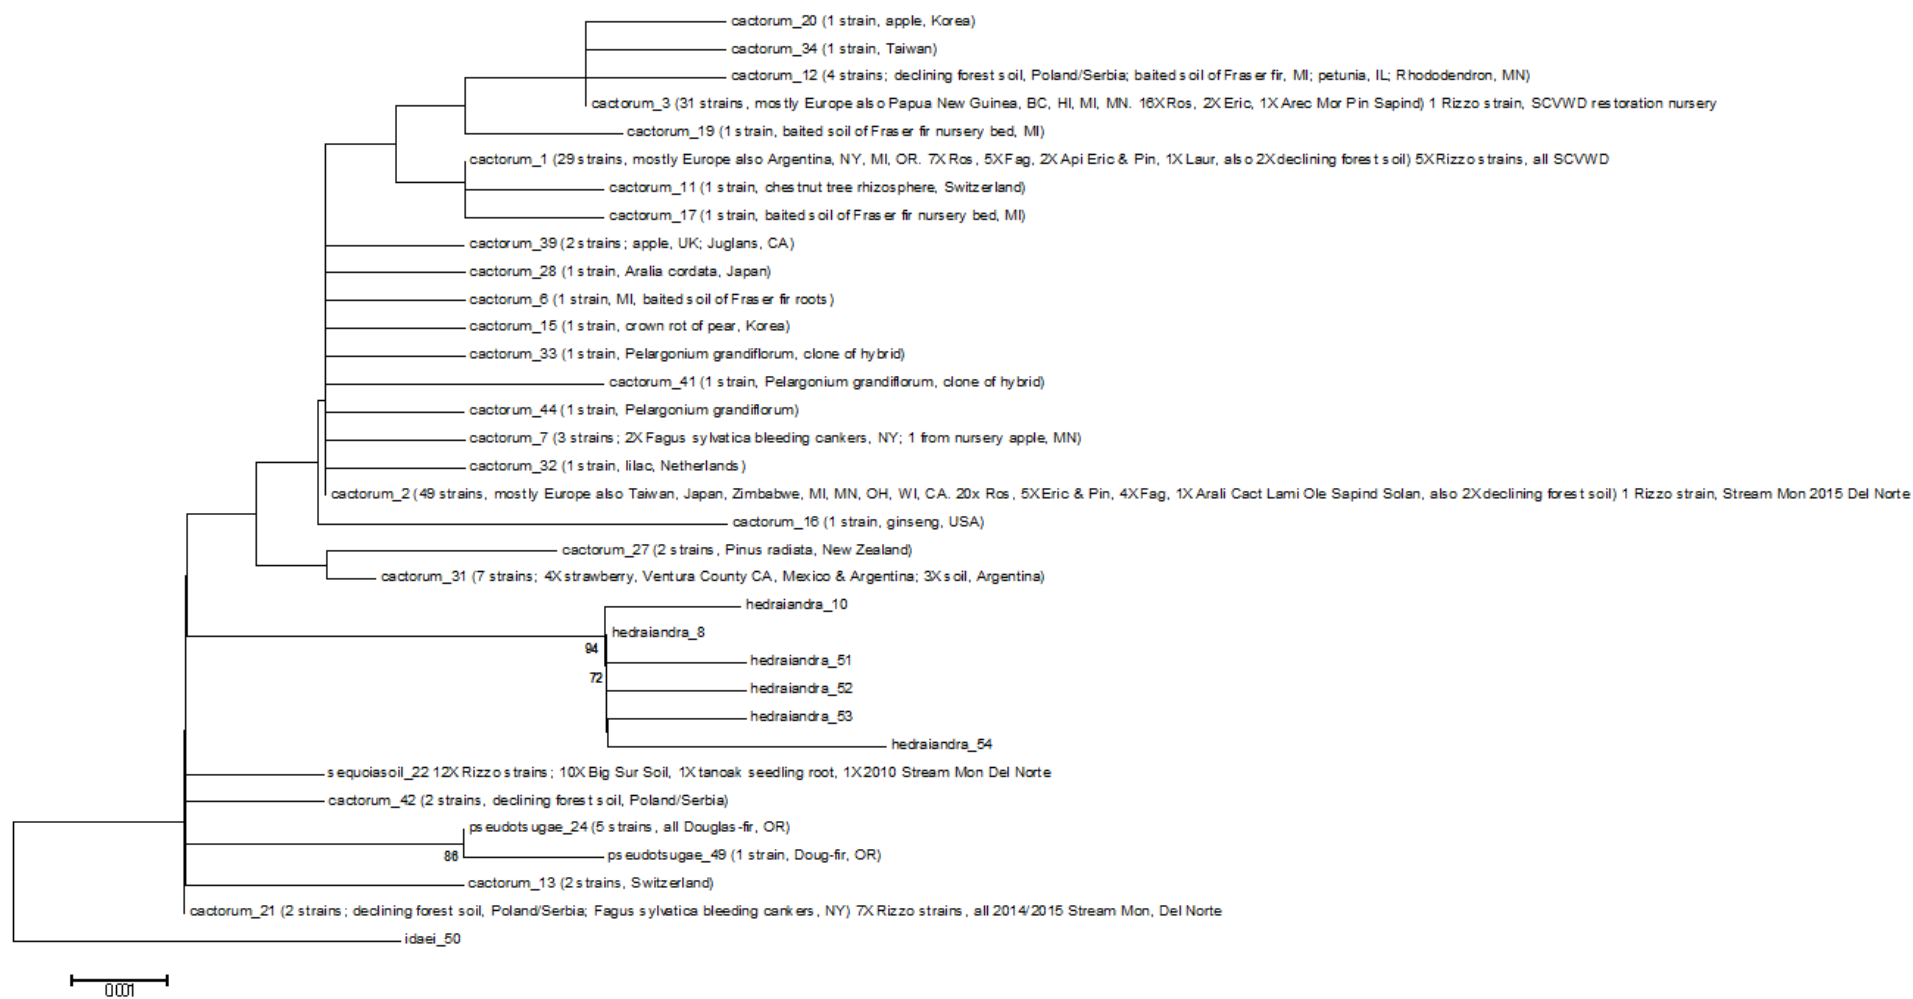 cactorum_20 (1 strain, apple, Korea)
cactorum_34 (1 strain, Taiwan)
cactorum_12 (4 strains; declining forest soil, Poland/Serbia; baited soil of Fraser fir, MI; petunia, IL; Rhododendron, MN)
cactorum_3 (31 strains, mostly Europe also Papua New Guinea, BC, HI, MI, MN. 16X Ros, 2X Eric, 1X Arec Mor Pin Sapind) 1 Rizzo strain, SCVWD restoration nursery
cactorum_19 (1 strain, baited soil of Fraser fir nursery bed, MI)
cactorum_1 (29 strains, mostly Europe also Argentina, NY, MI, OR. 7X Ros, 5X Fag, 2X Api Eric & Pin, 1X Laur, also 2X declining forest soil) 5X Rizzo strains, all SCVWD
cactorum_11 (1 strain, chestnut tree rhizosphere, Switzerland)
cactorum_17 (1 strain, baited soil of Fraser fir nursery bed, MI)
cactorum_39 (2 strains; apple, UK; Juglans, CA)
cactorum_28 (1 strain, Aralia cordata, Japan)
cactorum_6 (1 strain, MI, baited soil of Fraser fir roots)
cactorum_15 (1 strain, crown rot of pear, Korea)
cactorum_33 (1 strain, Pelargonium grandiflorum, clone of hybrid)
cactorum_41 (1 strain, Pelargonium grandiflorum, clone of hybrid)
cactorum_44 (1 strain, Pelargonium grandiflorum)
cactorum_7 (3 strains; 2X Fagus sylvatica bleeding cankers, NY; 1 from nursery apple, MN)
cactorum_32 (1 strain, lilac, Netherlands)
cactorum_2 (49 strains, mostly Europe also Taiwan, Japan, Zimbabwe, MI, MN, OH, WI, CA. 20x Ros, 5X Eric & Pin, 4X Fag, 1X Arali Cact Lami Ole Sapind Solan, also 2X declining forest soil) 1 Rizzo strain, Stream Mon 2015 Del Norte
cactorum_16 (1 strain, ginseng, USA)
cactorum_27 (2 strains, Pinus radiata, New Zealand)
cactorum_31 (7 strains; 4X strawberry, Ventura County CA, Mexico & Argentina; 3X soil, Argentina)
hedraiandra_10
hedraiandra_8
94
hedraiandra_51
72
hedraiandra_52
hedraiandra_53
hedraiandra_54
sequoiasoil_22 12X Rizzo strains; 10X Big Sur Soil, 1X tanoak seedling root, 1X 2010 Stream Mon Del Norte
cactorum_42 (2 strains, declining forest soil, Poland/Serbia)
pseudotsugae_24 (5 strains, all Douglas-fir, OR)
86
pseudotsugae_49 (1 strain, Doug-fir, OR)
cactorum_13 (2 strains, Switzerland)
cactorum_21 (2 strains; declining forest soil, Poland/Serbia; Fagus sylvatica bleeding cankers, NY) 7X Rizzo strains, all 2014/2015 Stream Mon, Del Norte
idaei_50
0.001